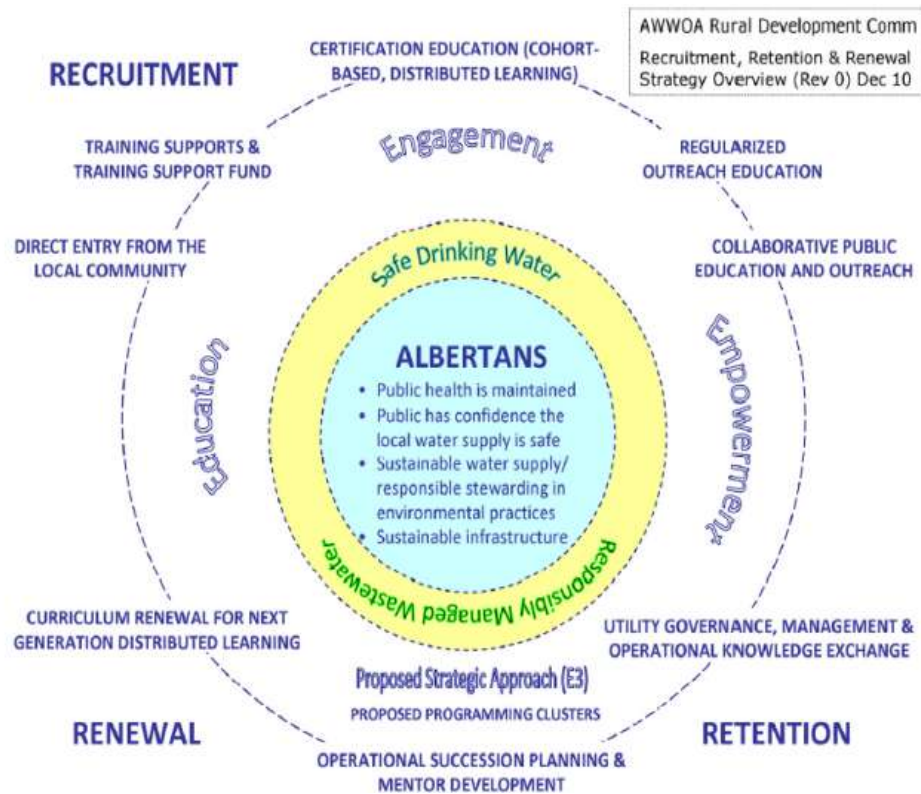 AWWOA Rural Development Comm
Recruitment, Retention & Renewal
Strategy Overview (Rev 0) Dec 10
RECRUITMENT
CERTIFICATION EDUCATION (COHORT-
BASED, DISTRIBUTED LEARNING)
Engagement
TRAINING SUPPORTS &
TRAINING SUPPORT FUND
REGULARIZED
OUTREACH EDUCATION
DIRECT ENTRY FROM THE
LOCAL COMMUNITY
COLLABORATIVE PUBLIC
EDUCATION AND OUTREACH
Safe Drinking Water
Education
Empowerment
ALBERTANS
• Public health is maintained
• Public has confidence the
local water supply is safe
• Sustainable water supply/
responsible stewarding in
environmental practices
• Sustainable infrastructure
Responsibly Managed Wastewater
CURRICULUM RENEWAL FOR NEXT
GENERATION DISTRIBUTED LEARNING
UTILITY GOVERNANCE, MANAGEMENT &
OPERATIONAL KNOWLEDGE EXCHANGE
Proposed Strategic Approach (E3)
PROPOSED PROGRAMMING CLUSTERS
RENEWAL
RETENTION
OPERATIONAL SUCCESSION PLANNING &
MENTOR DEVELOPMENT